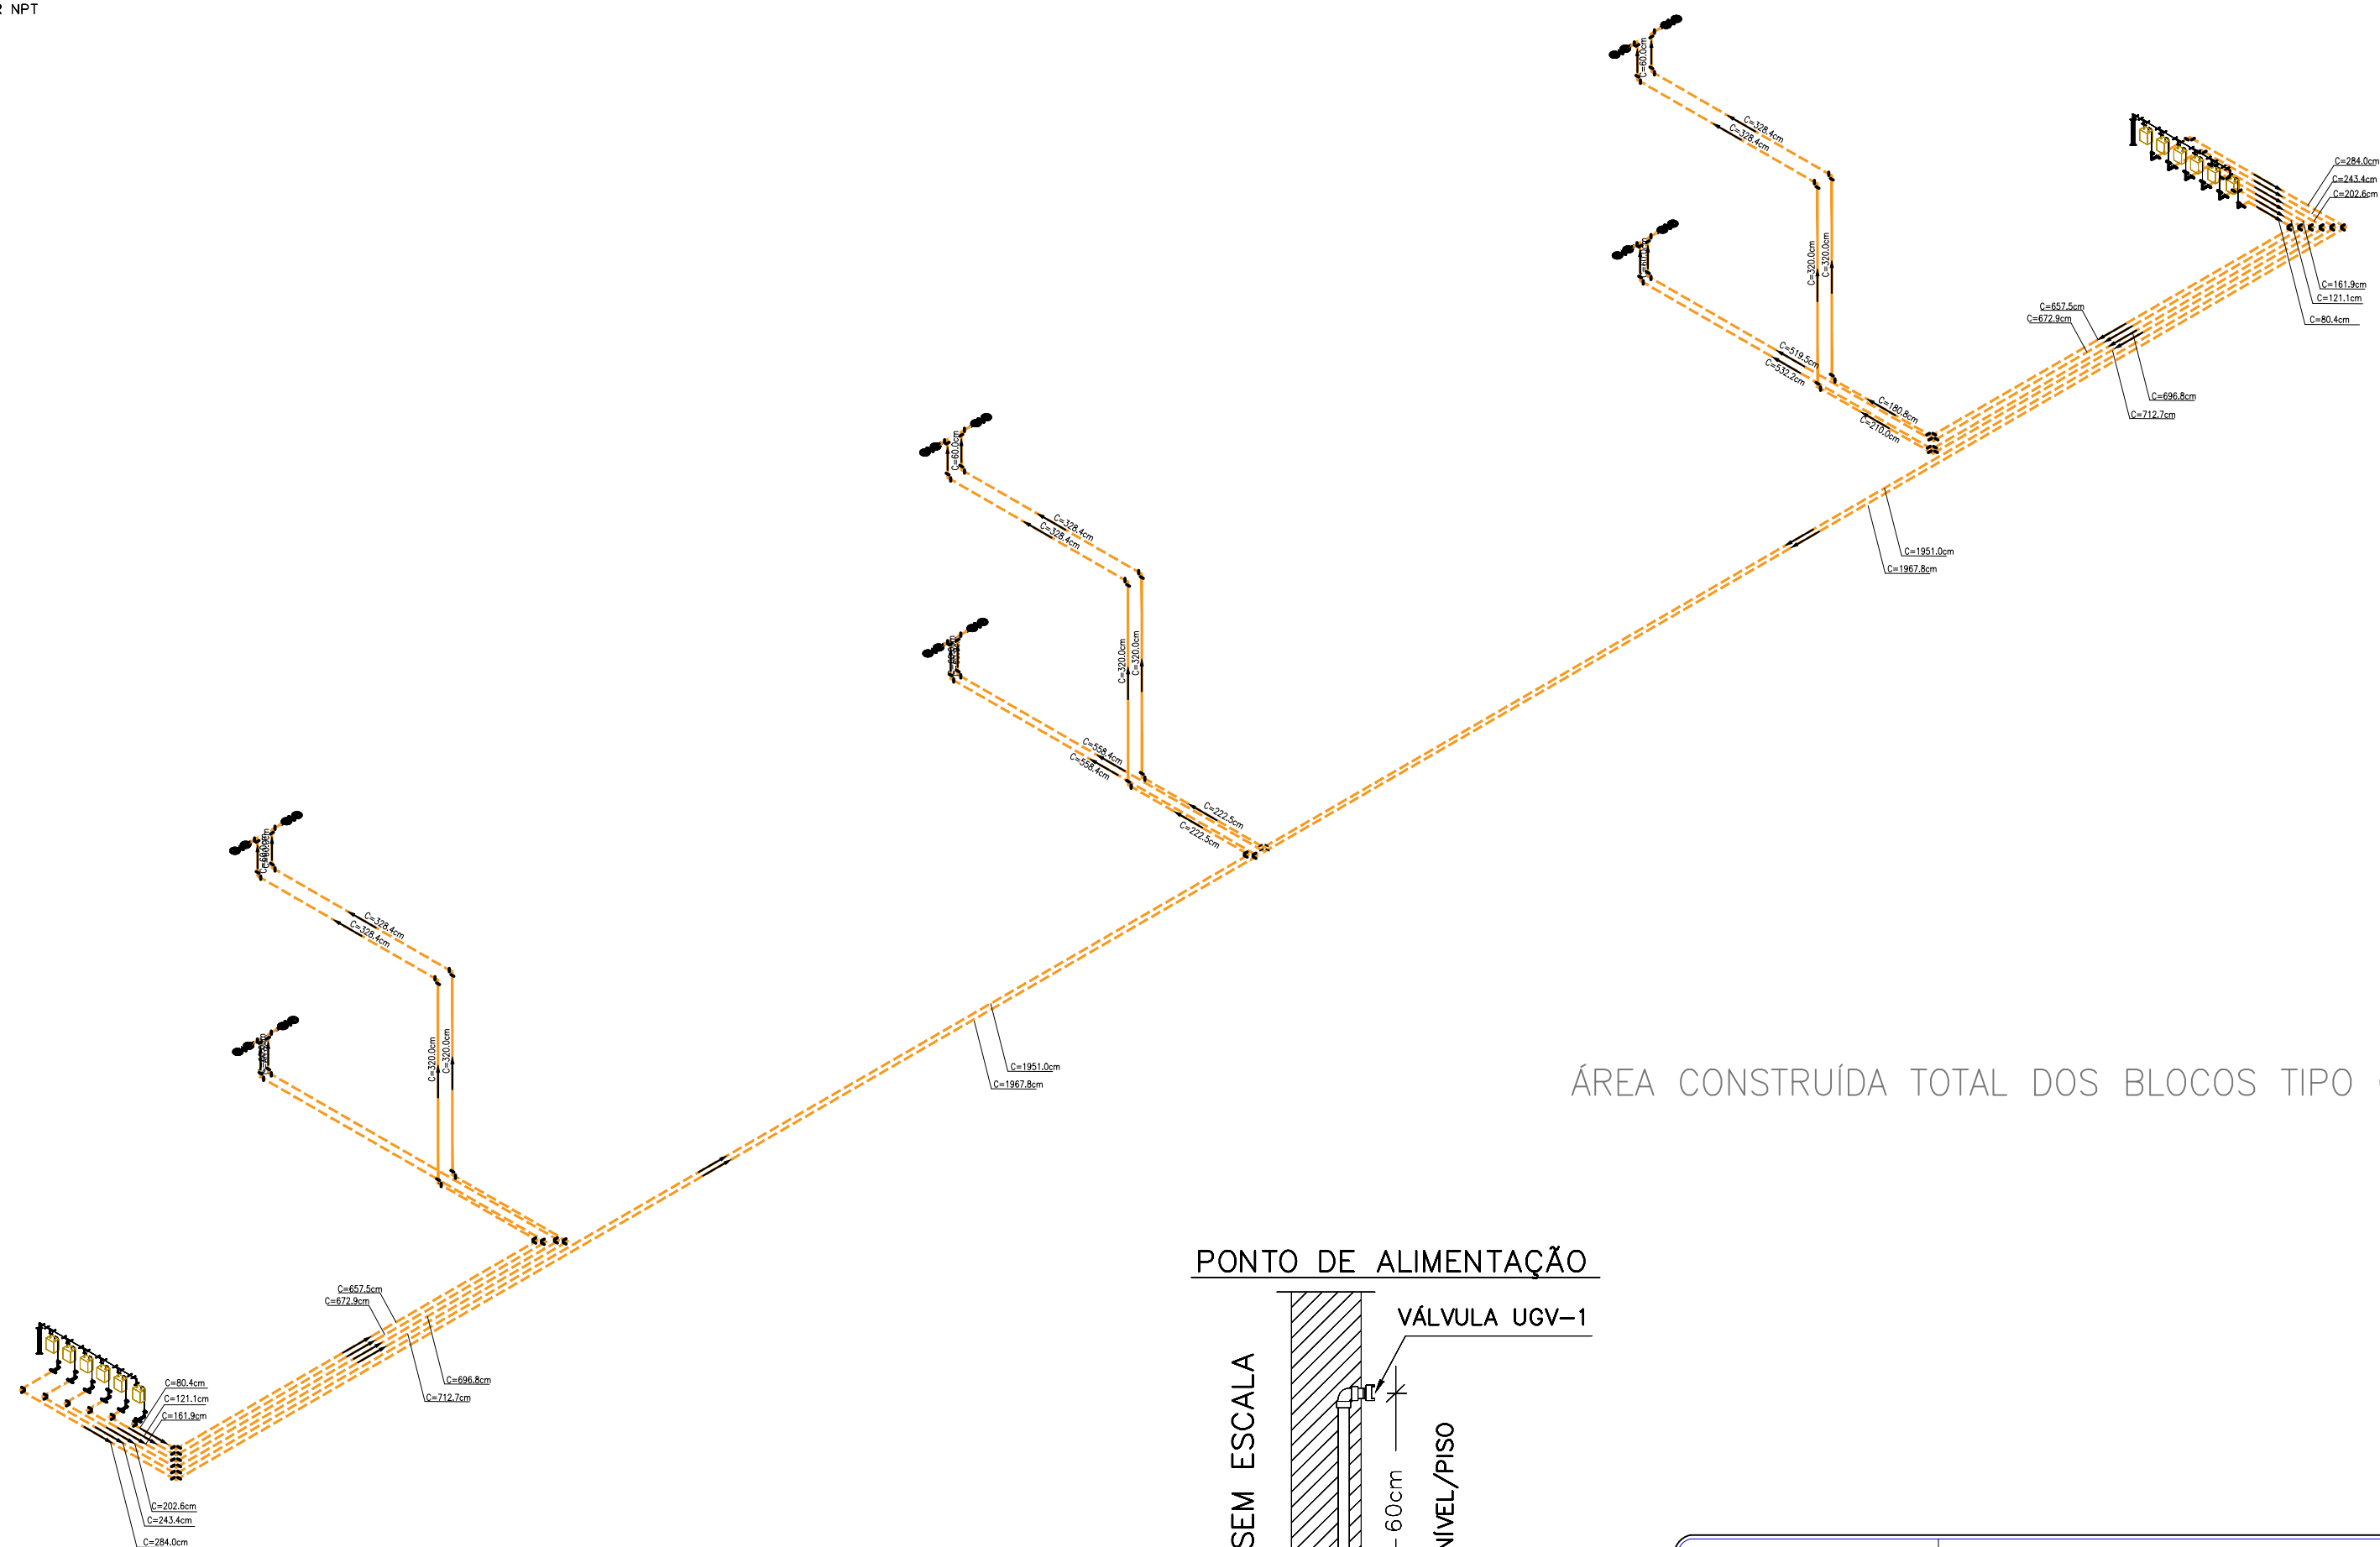 NPT
C=60.0cm
C=328.4cm
C=328.4cm
C=284.0cm
C=243.4cm
C=202.6cm
C=320.0cm
C=320.0cm
C=161.9cm
C=121.1cm
C=80.4cm
C=657.5cm
C=672.9cm
C=519.5cm
C=532.2cm
C=696.8cm
C=712.7cm
C=180.8cm
C=210.0cm
C=60.0cm
C=328.4cm
C=328.4cm
C=1951.0cm
C=1967.8cm
C=320.0cm
C=320.0cm
C=558.4cm
C=558.4cm
C=222.5cm
C=222.5cm
C=328.4cm
C=328.4cm
C=320.0cm
C=320.0cm
C=1951.0cm
C=1967.8cm
ÁREA CONSTRUÍDA TOTAL DOS BLOCOS TIPO
PONTO DE ALIMENTAÇÃO
VÁLVULA UGV-1
SEM ESCALA
60cm
NÍVEL/PISO
C=657.5cm
C=672.9cm
C=696.8cm
C=712.7cm
C=80.4cm
C=121.1cm
C=161.9cm
C=202.6cm
C=243.4cm
C=284.0cm